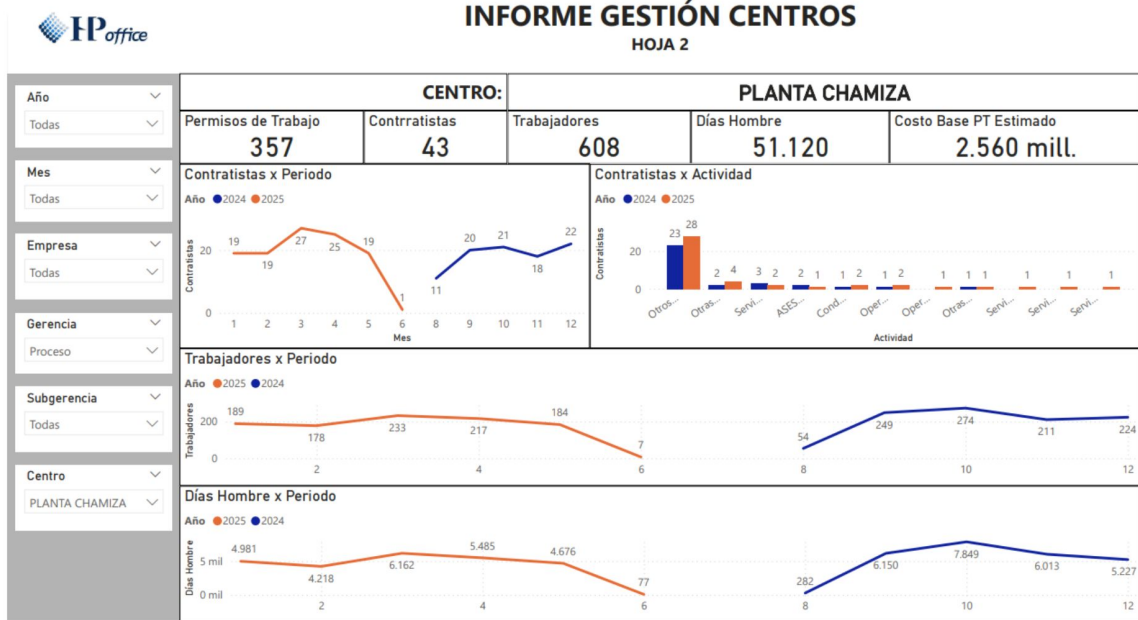 HP office
INFORME GESTIÓN CENTROS
HOJA 2
Año
Todas
Mes
Todas
Empresa
Todas
Gerencia
Proceso
Subgerencia
Todas
Centro
PLANTA CHAMIZA
CENTRO: PLANTA CHAMIZA
Permisos de Trabajo Contrratistas Trabajadores Días Hombre Costo Base PT Estimado
357 43 608 51.120 2.560 mill.
Contratistas x Periodo
Año 2024 2025
Contratistas
20
0
19 19 27 25 19 1 11 20 21 18 22
1 2 3 4 5 6 8 9 10 11 12
Mes
Contratistas x Actividad
Año 2024 2025
Contratistas
20
0
23 28 2 4 3 2 2 1 1 2 1 2 1 1 1 1 1 1
Otros... Otras... Servi... ASES... Cond... Oper... Oper... Otras... Servi... Servi... Servi...
Actividad
Trabajadores x Periodo
Año 2025 2024
Trabajadores
200
0
189 178 233 217 184 7 54 249 274 211 224
2 4 6 8 10 12
Días Hombre x Periodo
Año 2025 2024
Días Hombre
5 mil
0 mil
4.981 4.218 6.162 5.485 4.676 77 282 6.150 7.849 6.013 5.227
2 4 6 8 10 12